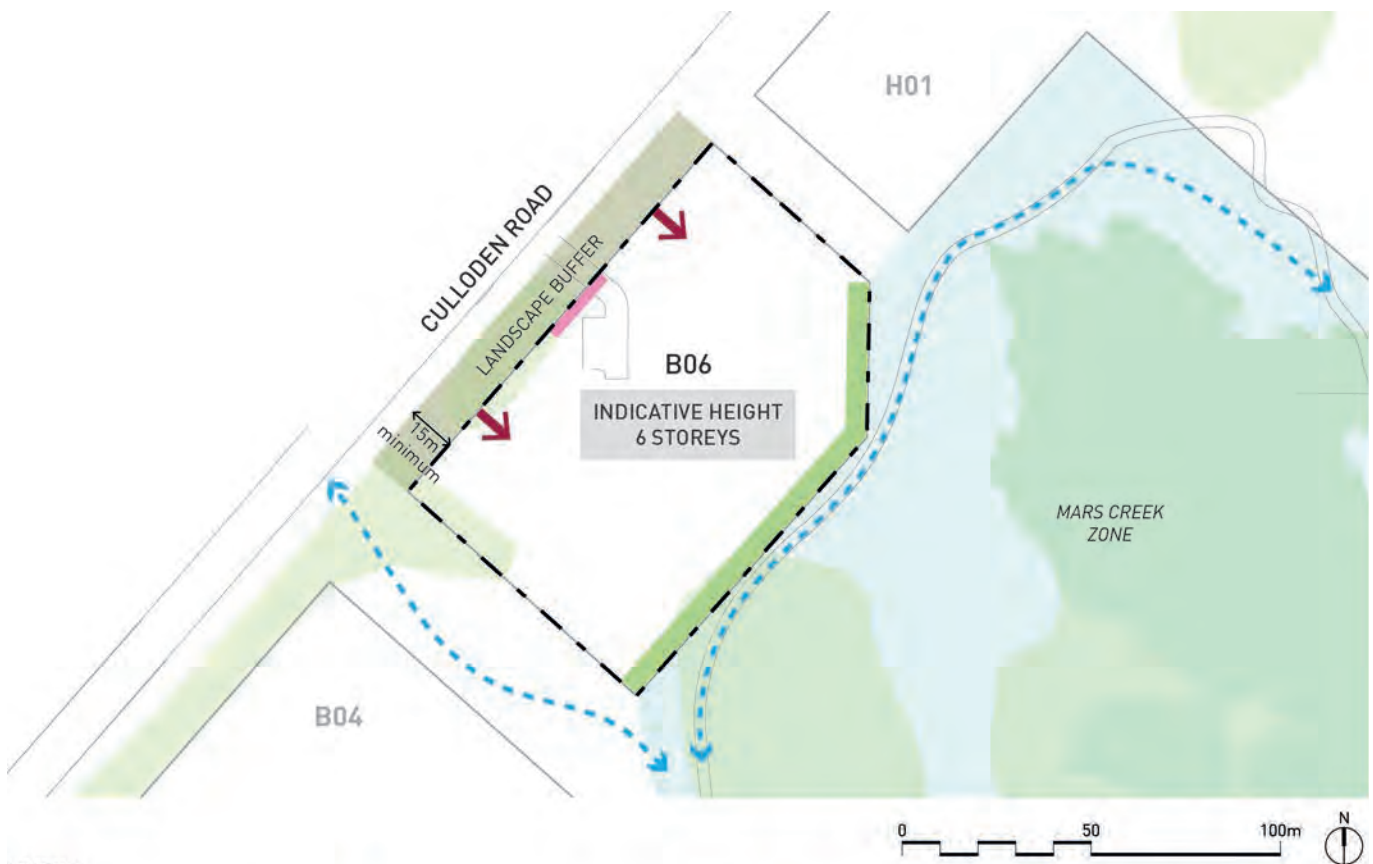 H01
CULLODEN ROAD
LANDSCAPE BUFFER
B06
INDICATIVE HEIGHT
6 STOREYS
15m
minimum
MARS CREEK
ZONE
B04
0 50 100m
N